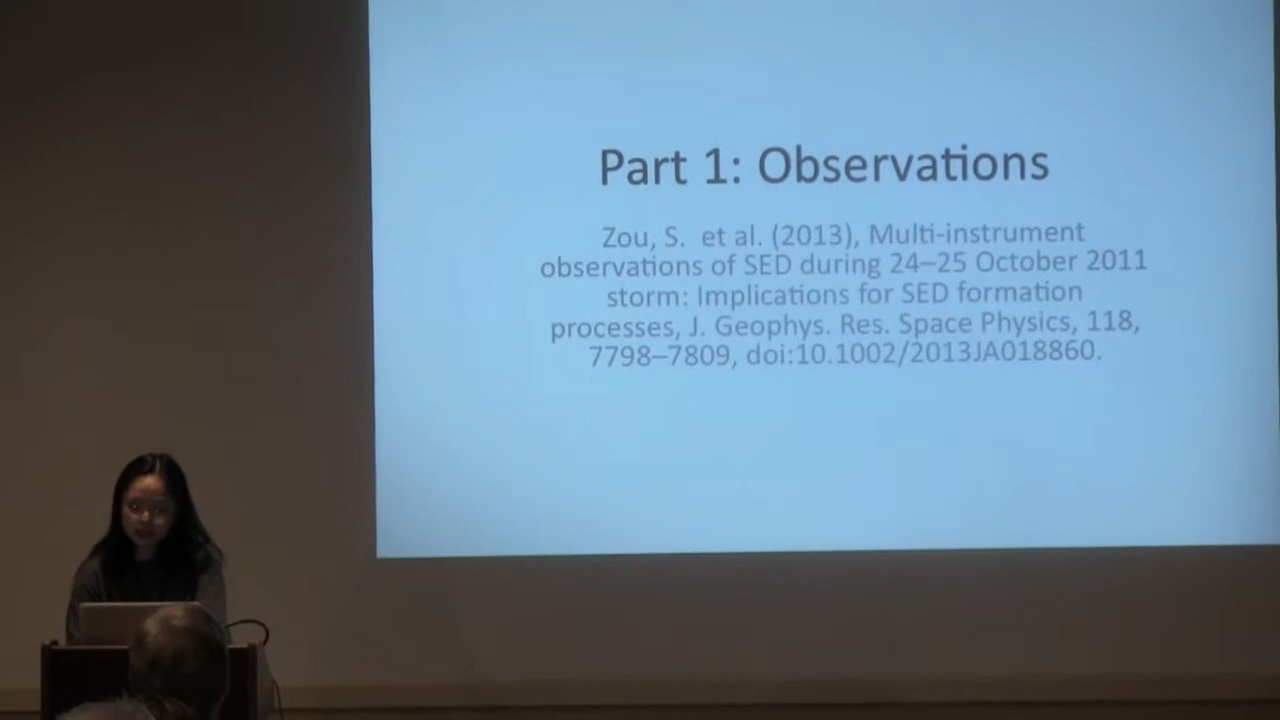 Part 1: Observations
Zou, S. et al. (2013), Multi-instrument
observations of SED during 24–25 October 2011
storm: Implications for SED formation
processes, J. Geophys. Res. Space Physics, 118,
7798–7809, doi:10.1002/2013JA018860.